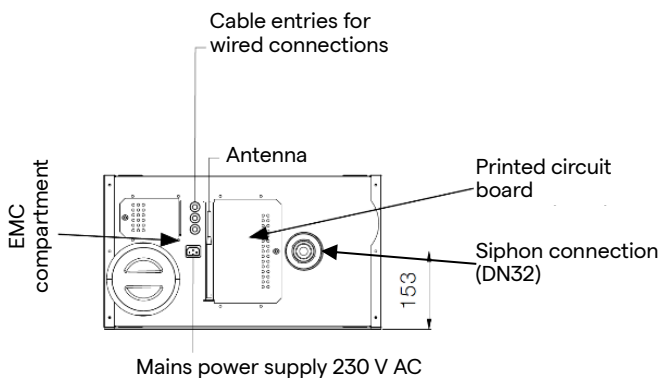 Cable entries for
wired connections
Antenna
EMC
compartment
Printed circuit
board
Siphon connection
(DN32)
153
Mains power supply 230 V AC